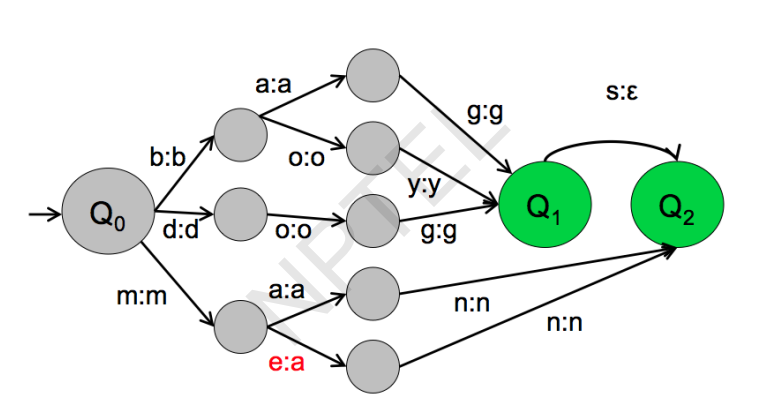 a:a
s:ε
g:g
b:b
o:o
y:y
Q0
Q1
Q2
d:d
o:o
g:g
m:m
a:a
n:n
n:n
e:a
NPTEL